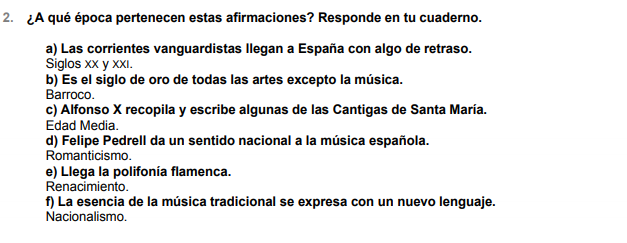 2. ¿A qué época pertenecen estas afirmaciones? Responde en tu cuaderno.
a) Las corrientes vanguardistas llegan a España con algo de retraso.
Siglos XX y XXI.
b) Es el siglo de oro de todas las artes excepto la música.
Barroco.
c) Alfonso X recopila y escribe algunas de las Cantigas de Santa María.
Edad Media.
d) Felipe Pedrell da un sentido nacional a la música española.
Romanticismo.
e) Llega la polifonía flamenca.
Renacimiento.
f) La esencia de la música tradicional se expresa con un nuevo lenguaje.
Nacionalismo.